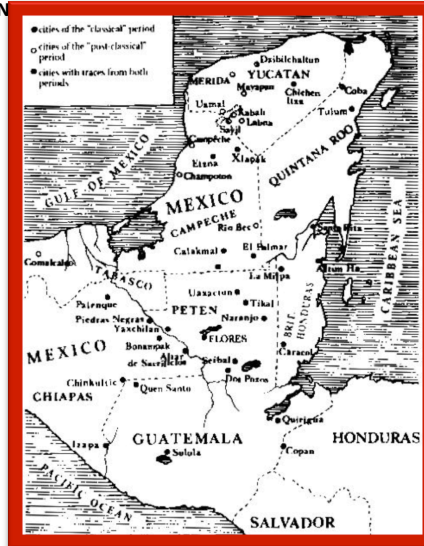 N
●cities of the "classical" period
○cities of the "post-classical" period
●cities with traces from both periods
Dzibilchaltun
MERIDA
YUCATAN
Mayapan
Chichen Itza
Coba
Uxmal
Kabah
Labna
Sayil
Tulum
Campeche
Etzna
Xlapak
QUINTANA ROO
GULF OF MEXICO
Champoton
MEXICO
CAMPECHE
Rio Bec
Santa Rita
CARIBBEAN SEA
Calakmal
El Palmar
Comalcalco
La Milpa
Altun Ha
TABASCO
Uaxactun
Palenque
PETEN
Tikal
BRIT HONDURAS
Piedras Negras
Naranjo
Yaxchilan
MEXICO
FLORES
Bonampak
Altar de Sacrificios
Seibal
Caracol
Dos Pozos
Chinkultic
Quen Santo
CHIAPAS
Quirigua
GUATEMALA
HONDURAS
Izapa
Copan
Solola
PACIFIC OCEAN
SALVADOR